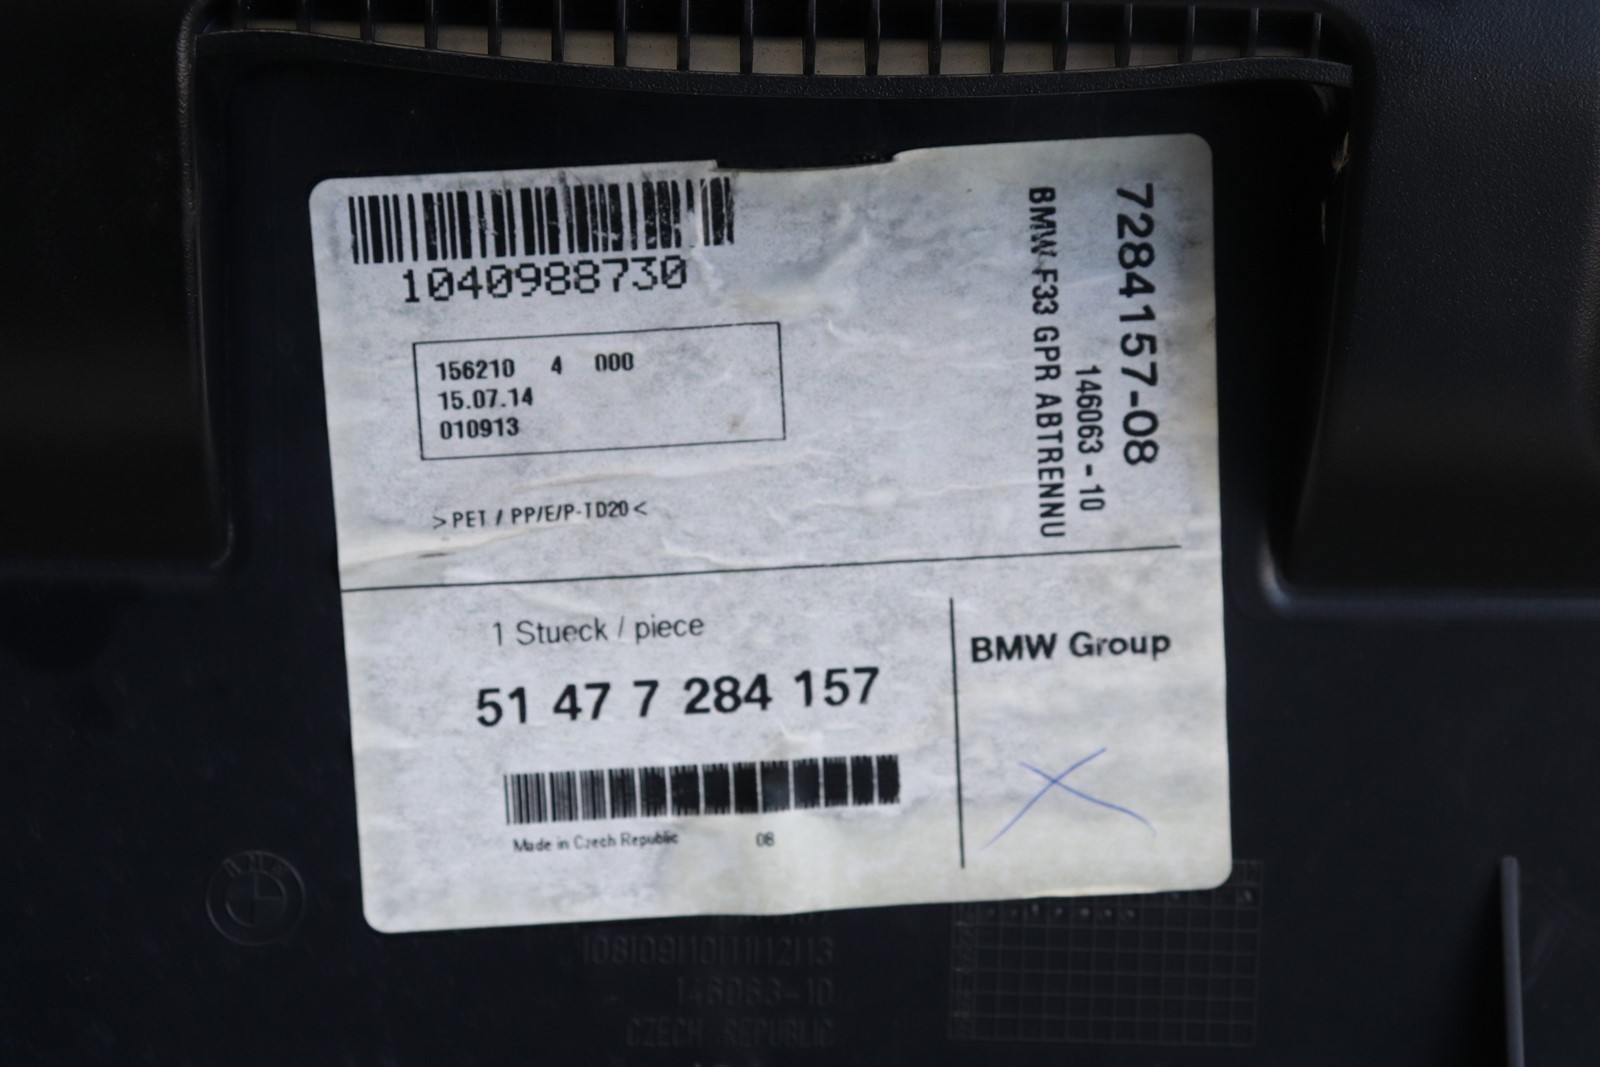 1040988730
156210 4 000
15.07.14
010913
>PET / PP/E/P-TD20<
7284157-08
146063-10
BMW F33 GPR ABTRENNU
1 Stueck / piece
51 47 7 284 157
Made in Czech Republic 08
BMW Group
BMW
146063-10
CZECH REPUBLIC